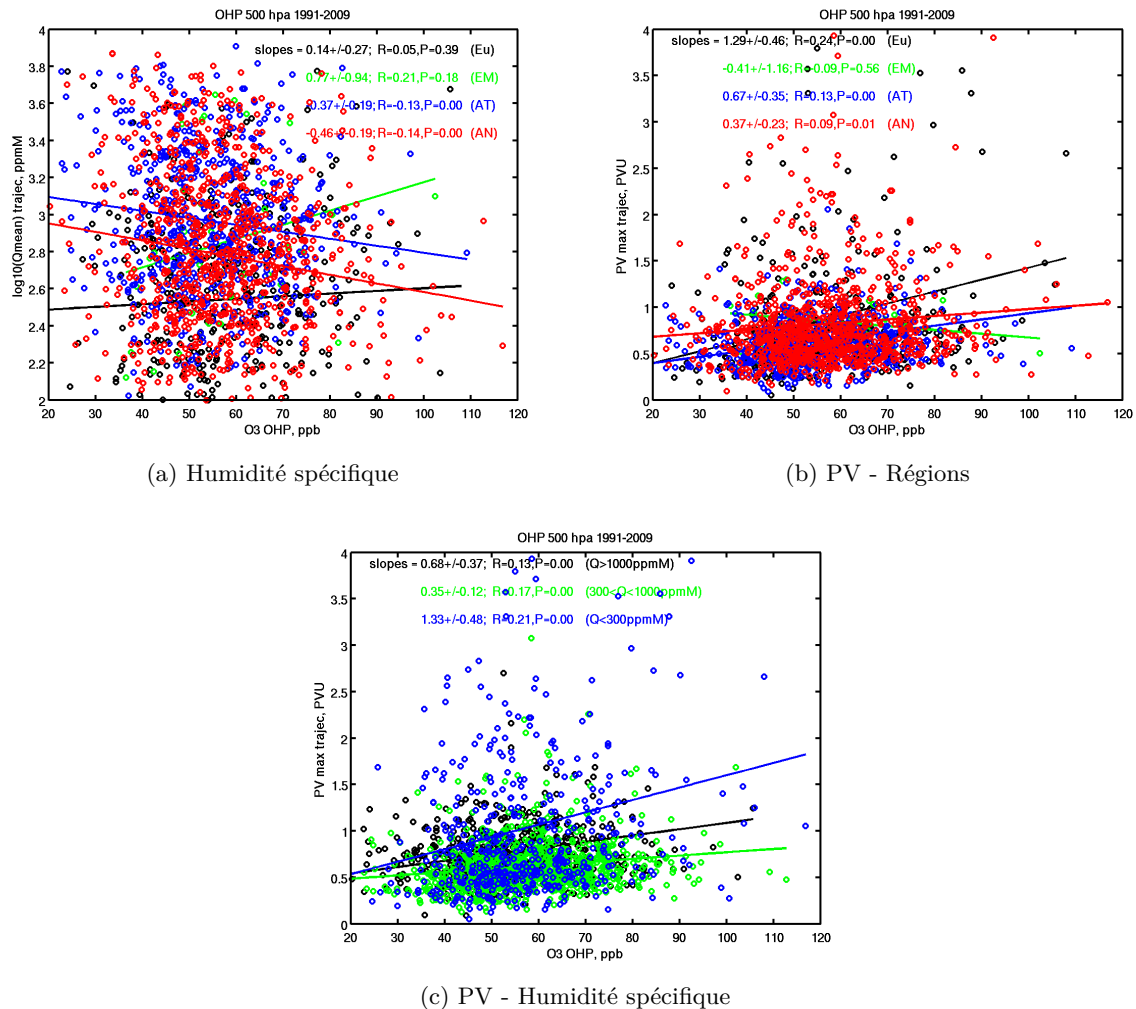 OHP 500 hpa 1991-2009
slopes = 0.14+/-0.27; R=0.05,P=0.39 (Eu)
0.77+/-0.94; R=0.21,P=0.18 (EM)
-0.37+/-0.19; R=-0.13,P=0.00 (AT)
-0.46+/-0.19; R=-0.14,P=0.00 (AN)
log10(Qmean) trajec, ppmM
4
3.8
3.6
3.4
3.2
3
2.8
2.6
2.4
2.2
2
20 30 40 50 60 70 80 90 100 110 120
O3 OHP, ppb
(a) Humidité spécifique
OHP 500 hpa 1991-2009
slopes = 1.29+/-0.46; R=0.24,P=0.00 (Eu)
-0.41+/-1.16; R=-0.09,P=0.56 (EM)
0.67+/-0.35; R=0.13,P=0.00 (AT)
0.37+/-0.23; R=0.09,P=0.01 (AN)
PV max trajec, PVU
4
3.5
3
2.5
2
1.5
1
0.5
0
20 30 40 50 60 70 80 90 100 110 120
O3 OHP, ppb
(b) PV - Régions
OHP 500 hpa 1991-2009
slopes = 0.68+/-0.37; R=0.13,P=0.00 (Q>1000ppmM)
0.35+/-0.12; R=0.17,P=0.00 (300<Q<1000ppmM)
1.33+/-0.48; R=0.21,P=0.00 (Q<300ppmM)
PV max trajec, PVU
4
3.5
3
2.5
2
1.5
1
0.5
0
20 30 40 50 60 70 80 90 100 110 120
O3 OHP, ppb
(c) PV - Humidité spécifique